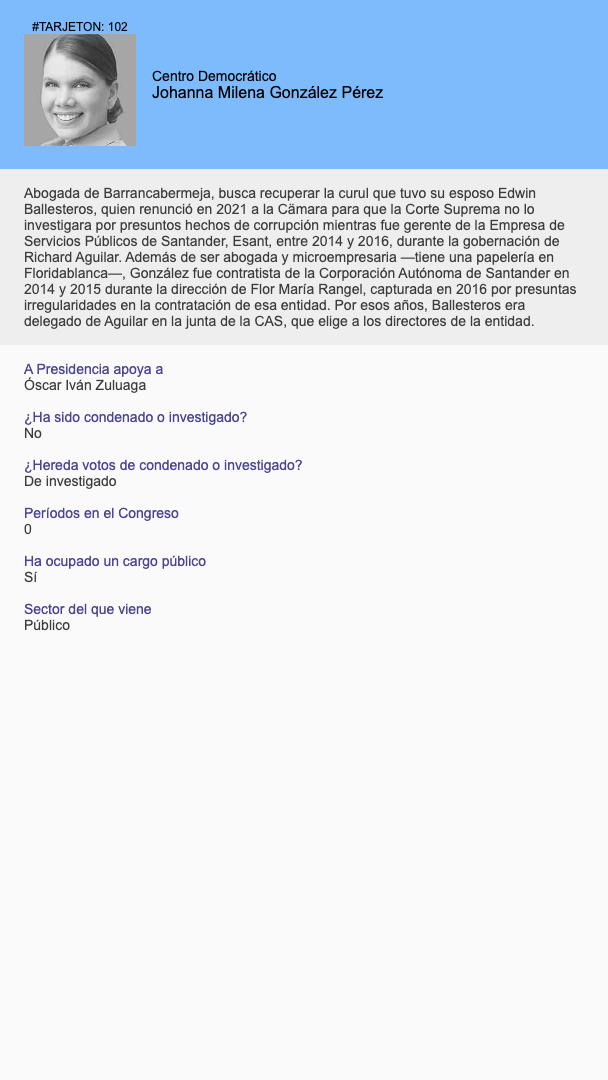 #TARJETON: 102
Centro Democrático
Johanna Milena González Pérez
Abogada de Barrancabermeja, busca recuperar la curul que tuvo su esposo Edwin
Ballesteros, quien renunció en 2021 a la Cämara para que la Corte Suprema no lo
investigara por presuntos hechos de corrupción mientras fue gerente de la Empresa de
Servicios Públicos de Santander, Esant, entre 2014 y 2016, durante la gobernación de
Richard Aguilar. Además de ser abogada y microempresaria —tiene una papelería en
Floridablanca—, González fue contratista de la Corporación Autónoma de Santander en
2014 y 2015 durante la dirección de Flor María Rangel, capturada en 2016 por presuntas
irregularidades en la contratación de esa entidad. Por esos años, Ballesteros era
delegado de Aguilar en la junta de la CAS, que elige a los directores de la entidad.
A Presidencia apoya a
Óscar Iván Zuluaga
¿Ha sido condenado o investigado?
No
¿Hereda votos de condenado o investigado?
De investigado
Períodos en el Congreso
0
Ha ocupado un cargo público
Sí
Sector del que viene
Público